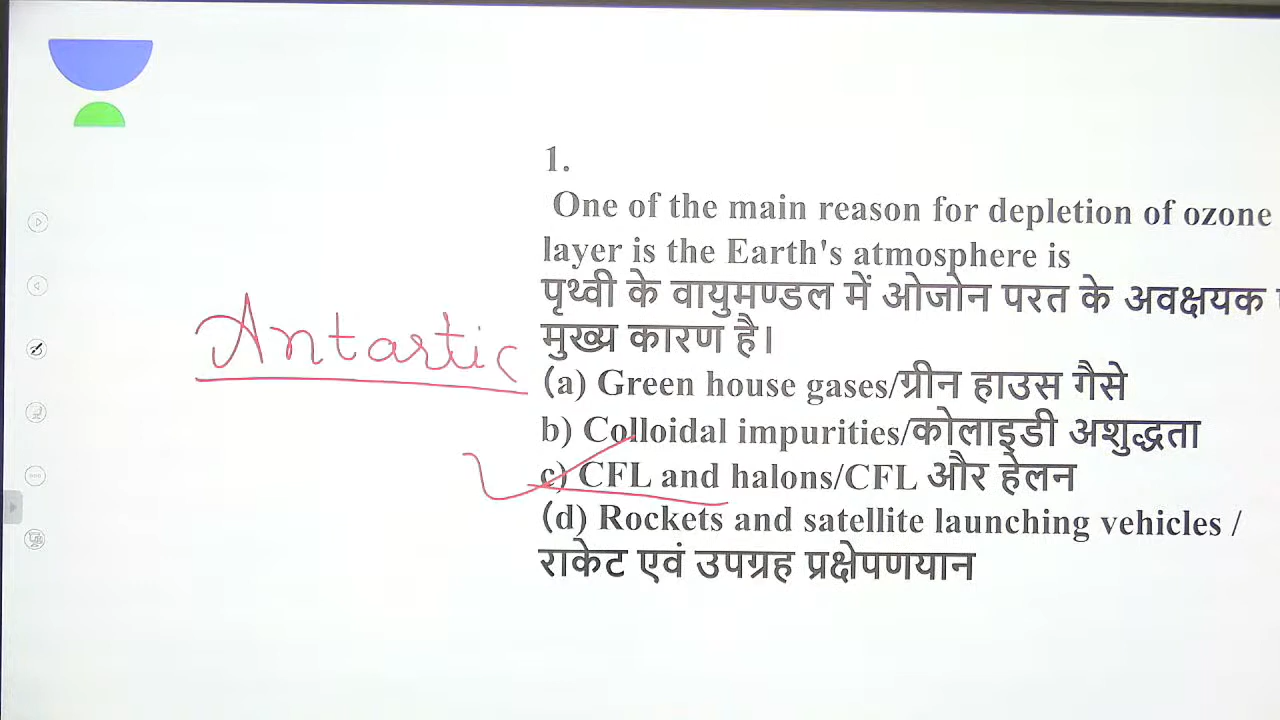 1.
One of the main reason for depletion of ozone
layer is the Earth's atmosphere is
पृथ्वी के वायुमण्डल में ओजोन परत के अवक्षयक
मुख्य कारण है।
Antartic
(a) Green house gases/ग्रीन हाउस गैसे
b) Colloidal impurities/कोलाइडी अशुद्धता
c) CFL and halons/CFL और हेलन
(d) Rockets and satellite launching vehicles /
राकेट एवं उपग्रह प्रक्षेपणयान